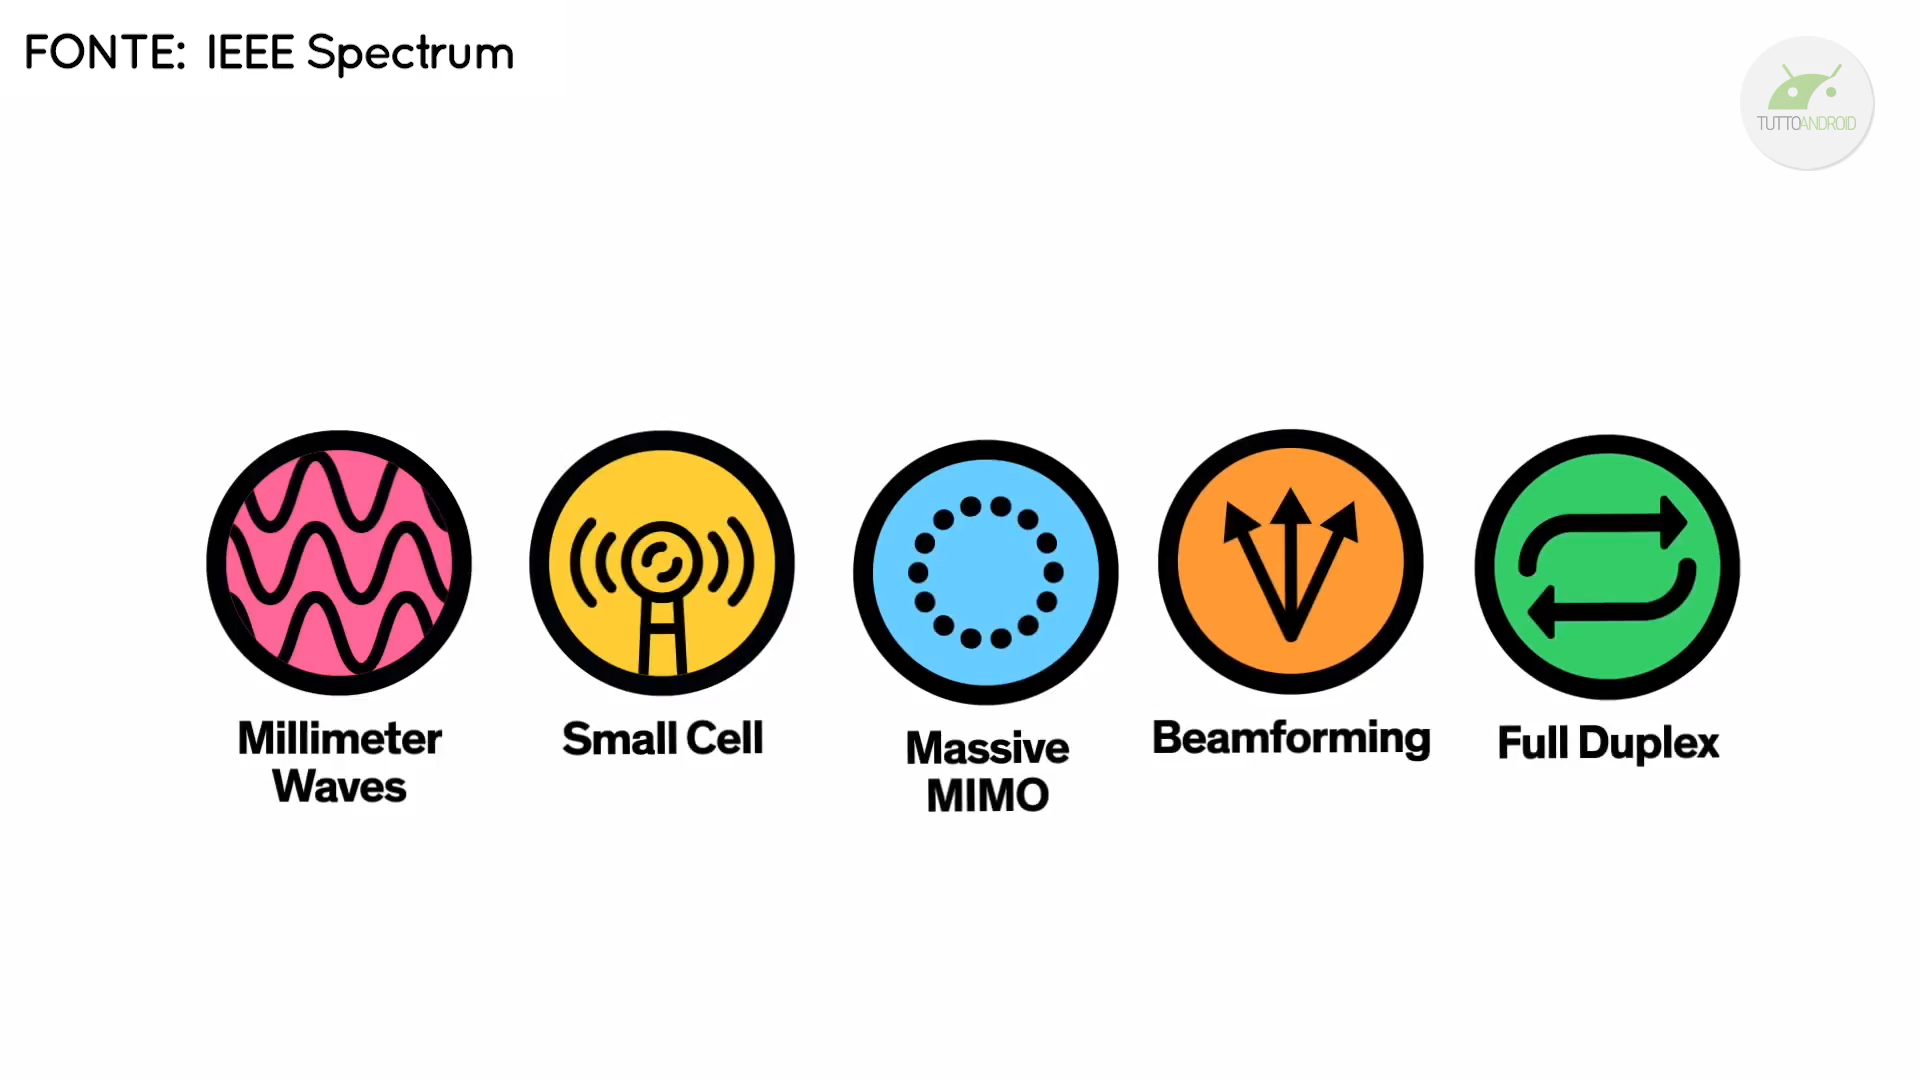 FONTE: IEEE Spectrum
TUTTOANDROID
Millimeter
Waves
Small Cell
Massive
MIMO
Beamforming
Full Duplex